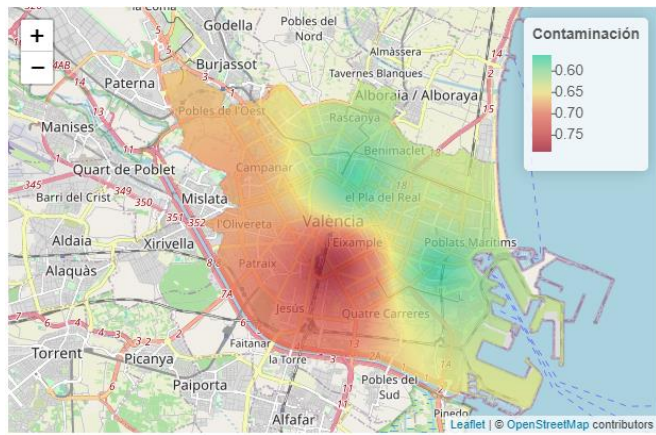 la Coma
Godella
Pobles del
Nord
Contaminación
+
−
Burjassot
Almàssera
Tavernes Blanques
0.60
0.65
0.70
0.75
Paterna
Alboraia / Alboraya
Pobles de l'Oest
Rascanya
Manises
Benimaclet
Quart de Poblet
Campanar
Barri del Crist
Mislata
el Pla del Real
l'Olivereta
Valencia
Aldaia
Xirivella
Eixample
Poblats Marítims
Alaquàs
Patraix
Jesús
Quatre Carreres
Faitanar
Torrent
Picanya
la Torre
Paiporta
Pobles del
Sud
Alfafar
Pinedo
Leaflet | © OpenStreetMap contributors